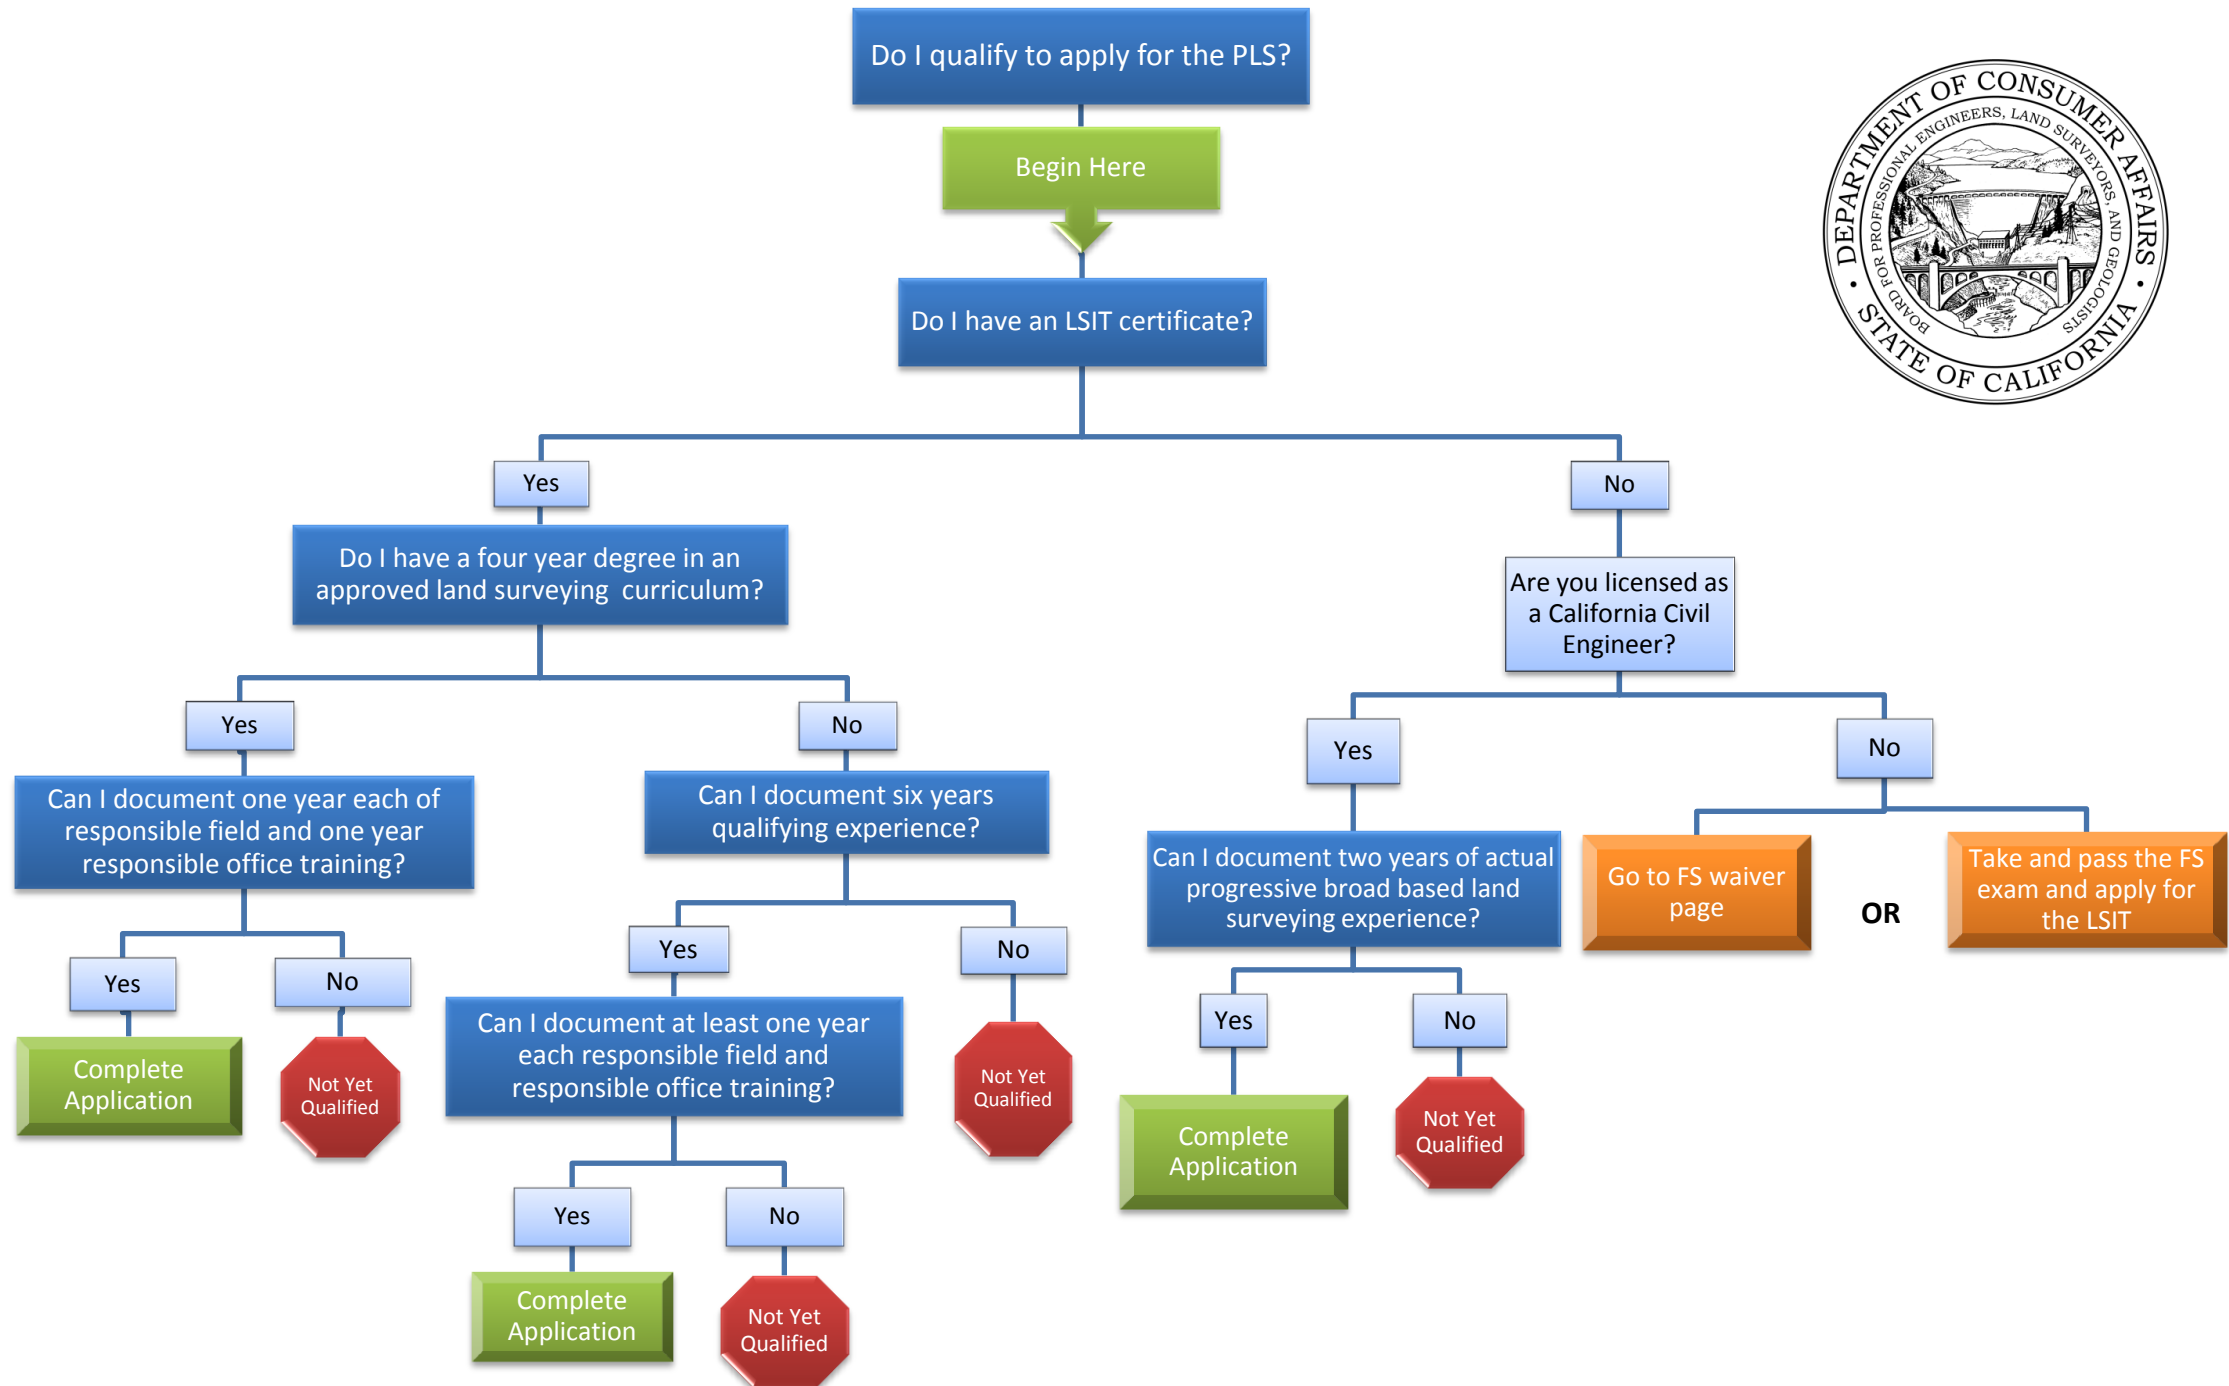 Do I qualify to apply for the PLS?
Begin Here
DEPARTMENT OF CONSUMER AFFAIRS
BOARD FOR PROFESSIONAL ENGINEERS, LAND SURVEYORS, AND GEOLOGISTS
• STATE OF CALIFORNIA •
Do I have an LSIT certificate?
Yes
No
Do I have a four year degree in an
approved land surveying curriculum?
Are you licensed as
a California Civil
Engineer?
Yes
No
Yes
No
Can I document one year each of
responsible field and one year
responsible office training?
Can I document six years
qualifying experience?
Can I document two years of actual
progressive broad based land
surveying experience?
Go to FS waiver
page
OR
Take and pass the FS
exam and apply for
the LSIT
Yes
No
Yes
No
Yes
No
Complete
Application
Not Yet
Qualified
Can I document at least one year
each responsible field and
responsible office training?
Not Yet
Qualified
Complete
Application
Not Yet
Qualified
Yes
No
Complete
Application
Not Yet
Qualified